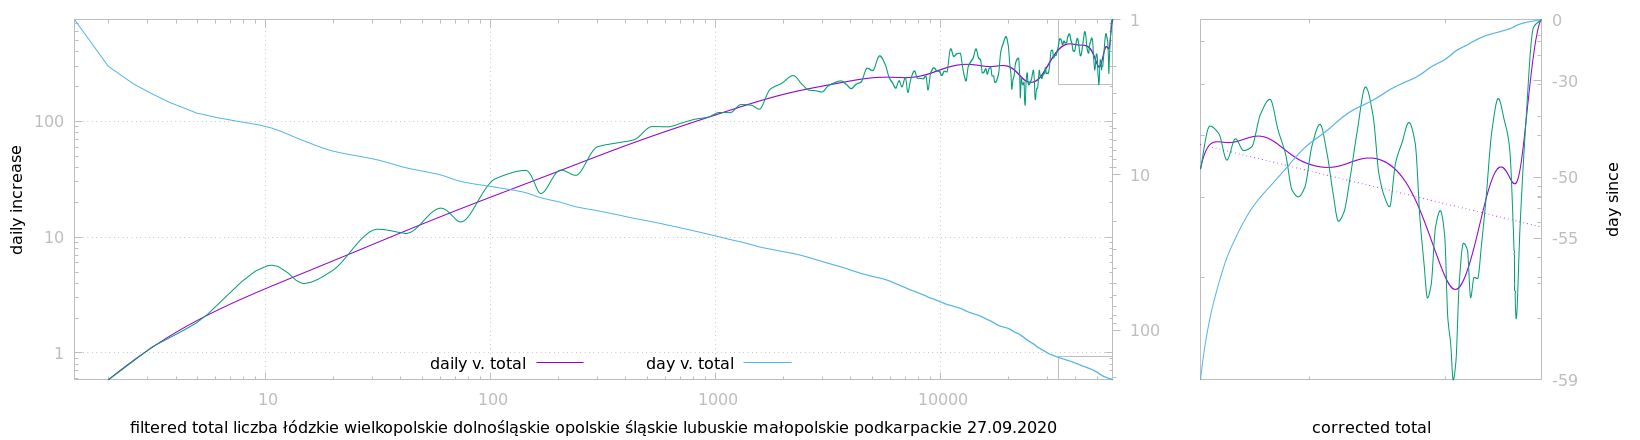 daily increase
100
10
1
10
100
1000
10000
1
10
100
daily v. total
day v. total
filtered total liczba łódzkie wielkopolskie dolnośląskie opolskie śląskie lubuskie małopolskie podkarpackie 27.09.2020
0
-30
-50
-55
-59
day since
corrected total